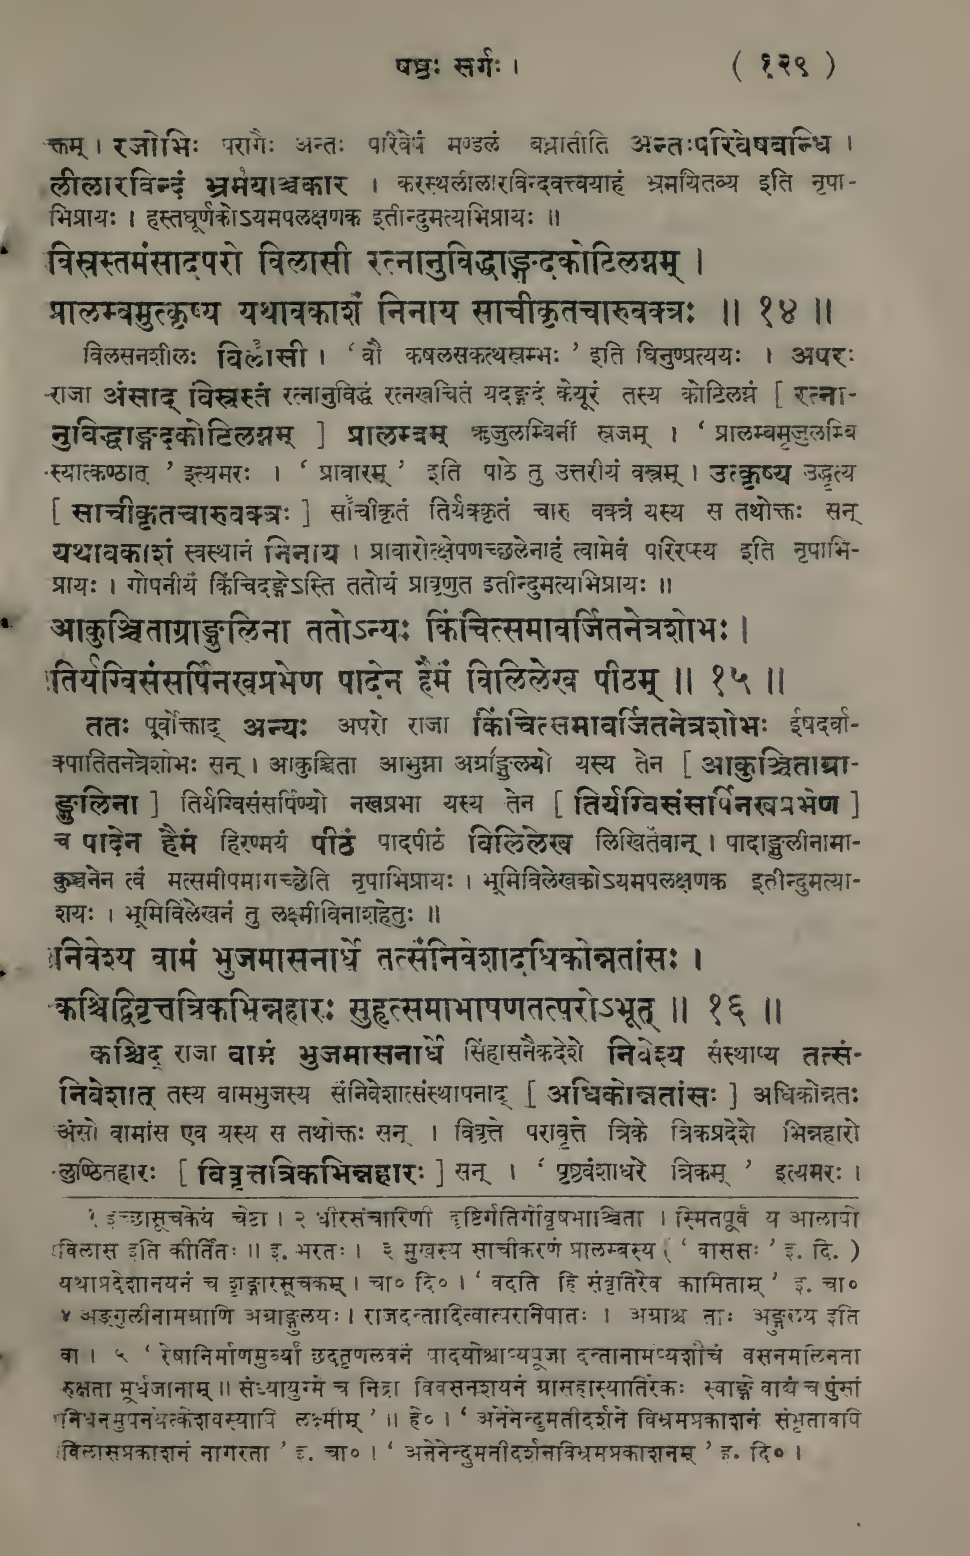 षष्ठः सर्गः । ( १२९ )
क्तम् । रजोभिः परागैः अन्तः परिवेषं मण्डलं बध्नातीति अन्तःपरिवेषबन्धि ।
लीलारविन्दं भ्रमयाञ्चकार । करस्थलीलारविन्दवत्त्वयाहं भ्रमयितव्य इति नृपा-
भिप्रायः । हस्तघूर्णकोऽयमपलक्षणक इतीन्दुमत्यभिप्रायः ॥
विस्रस्तमंसादपरो विलासी रत्नानुविद्धाङ्गदकोटिलग्नम् ।
प्रालम्बमुत्कृष्य यथावकाशं निनाय साचीकृतचारुवक्त्रः ॥ १४ ॥
विलसनशीलः विलासी । ‘ वौ कषलसकत्थस्रम्भः ’ इति घिनुण्प्रत्ययः । अपरः
राजा अंसाद् विस्रस्तं रत्नानुविद्धं रत्नखचितं यदङ्गदं केयूरं तस्य कोटिलग्नं [ रत्ना-
नुविद्धाङ्गदकोटिलग्नम् ] प्रालम्बम् ऋजुलम्बिनीं स्रजम् । ‘ प्रालम्बमृजुलम्बि
स्यात्कण्ठात् ’ इत्यमरः । ‘ प्रावारम् ’ इति पाठे तु उत्तरीयं वस्त्रम् । उत्कृष्य उद्धृत्य
[ साचीकृतचारुवक्त्रः ] साचीकृतं तिर्यक्कृतं चारु वक्त्रं यस्य स तथोक्तः सन्
यथावकाशं स्वस्थानं निनाय । प्रावारोत्क्षेपणच्छलेनाहं त्वामेवं परिरप्स्य इति नृपाभि-
प्रायः । गोपनीयं किंचिदङ्गेऽस्ति ततोयं प्रावृणुत इतीन्दुमत्यभिप्रायः ॥
आकुञ्चिताग्राङ्गुलिना ततोऽन्यः किंचित्समावर्जितनेत्रशोभः ।
तिर्यग्विसंसर्पिनखप्रभेण पादेन हैमं विलिलेख पीठम् ॥ १५ ॥
ततः पूर्वोक्ताद् अन्यः अपरो राजा किंचित्समावर्जितनेत्रशोभः ईषदर्वा-
क्पातितनेत्रशोभः सन् । आकुञ्चिता आभुग्ना अग्राङ्गुलयो यस्य तेन [ आकुञ्चिताग्रा-
ङ्गुलिना ] तिर्यग्विसंसर्पिण्यो नखप्रभा यस्य तेन [ तिर्यग्विसंसर्पिनखप्रभेण ]
च पादेन हैमं हिरण्मयं पीठं पादपीठं विलिलेख लिखितवान् । पादाङ्गुलीनामा-
कुञ्चनेन त्वं मत्समीपमागच्छेति नृपाभिप्रायः । भूमिविलेखकोऽयमपलक्षणक इतीन्दुमत्या-
शयः । भूमिविलेखनं तु लक्ष्मीविनाशहेतुः ॥
निवेश्य वामं भुजमासनार्धे तत्संनिवेशादधिकोन्नतांसः ।
कश्चिद्विवृत्तत्रिकभिन्नहारः सुहृत्समाभाषणतत्परोऽभूत् ॥ १६ ॥
कश्चिद् राजा वामं भुजमासनार्धे सिंहासनैकदेशे निवेश्य संस्थाप्य तत्सं-
निवेशात् तस्य वामभुजस्य संनिवेशात्संस्थापनाद् [ अधिकोन्नतांसः ] अधिकोन्नतः
अंसो वामांस एव यस्य स तथोक्तः सन् । विवृत्ते परावृत्ते त्रिके त्रिकप्रदेशे भिन्नहारो
लुण्ठितहारः [ विवृत्तत्रिकभिन्नहारः ] सन् । ‘ पृष्ठवंशाधरे त्रिकम् ’ इत्यमरः ।
१ इच्छासूचकेयं चेष्टा । २ धीरसंचारिणी दृष्टिर्गतिर्गोवृषभाञ्चिता । स्मितपूर्वं य आलापो
विलास इति कीर्तितः ॥ इ. भरतः । ३ मुखस्य साचीकरणं प्रालम्बस्य ( ‘ वाससः ’ इ. दि. )
यथाप्रदेशानयनं च शृङ्गारसूचकम् । चा० दि० । ‘ वदति हि संवृतिरेव कामिताम् ’ इ. चा०
४ अङ्गुलीनामग्राणि अग्राङ्गुलयः । राजदन्तादित्वात्परनिपातः । अग्राश्च ताः अङ्गुलय इति
वा । ५ ‘ रेषानिर्माणमुर्व्यां छदतृणलवनं पादयोश्चाप्यपूजा दन्तानामप्यशौचं वसनमलिनता
रुक्षता मूर्धजानाम् ॥ संध्यायुग्मे च निद्रा विवसनशयनं ग्रासहास्यातिरेकः स्वाङ्गे वाद्यं च पुंसां
निधनमुपनयेत्केशवस्यापि लक्ष्मीम् ’ ॥ हे० । ‘ अनेनेन्दुमतीदर्शने विभ्रमप्रकाशनं संभृतावपि
विलासप्रकाशनं नागरता ’ इ. चा० । ‘ अनेनेन्दुमतीदर्शनविभ्रमप्रकाशनम् ’ इ. दि० ।